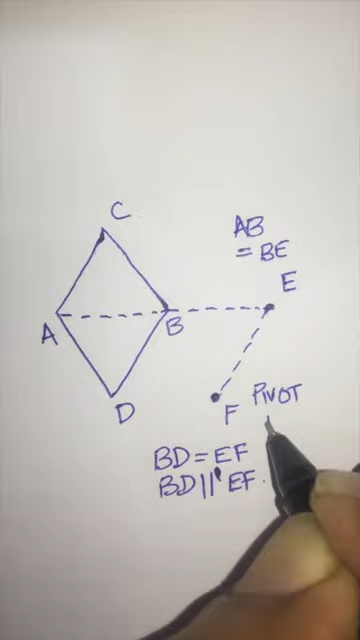 C
AB
= BE
E
A
B
D
F
PIVOT
BD = EF
BD || EF.